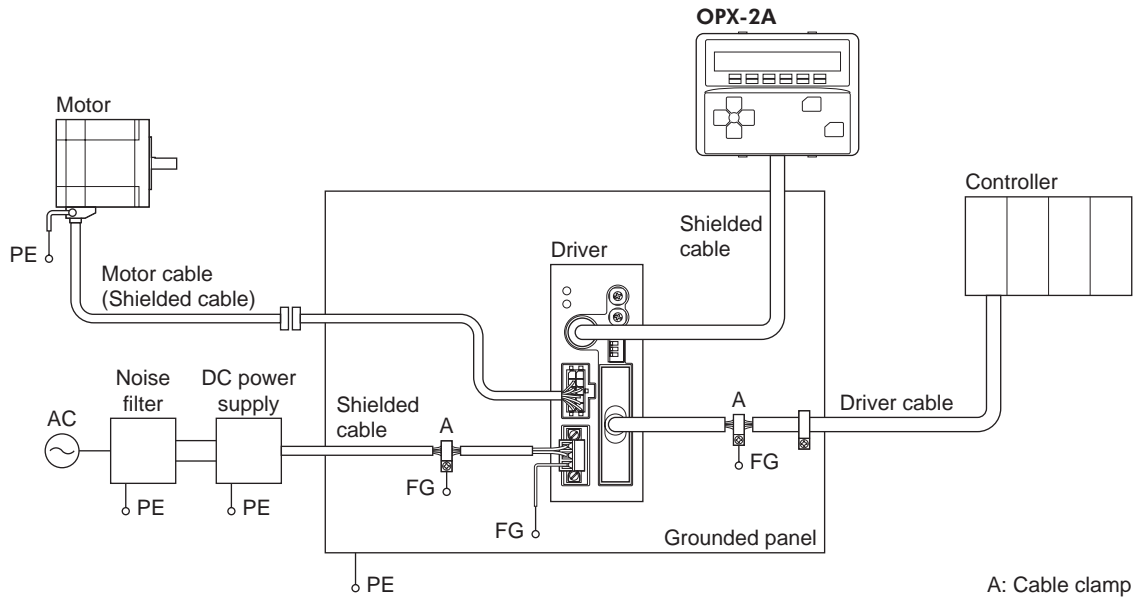 OPX-2A
Motor
Controller
Shielded
cable
Driver
PE
Motor cable
(Shielded cable)
Noise
filter
DC power
supply
Shielded
cable
A
A
Driver cable
AC
FG
FG
PE
PE
FG
Grounded panel
PE
A: Cable clamp